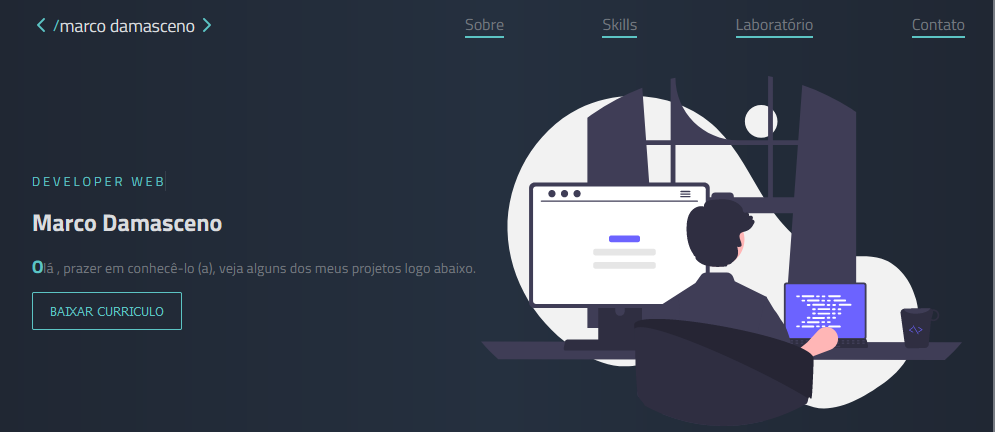 /marco damasceno
Sobre
Skills
Laboratório
Contato
DEVELOPER WEB
Marco Damasceno
Olá , prazer em conhecê-lo (a), veja alguns dos meus projetos logo abaixo.
BAIXAR CURRICULO